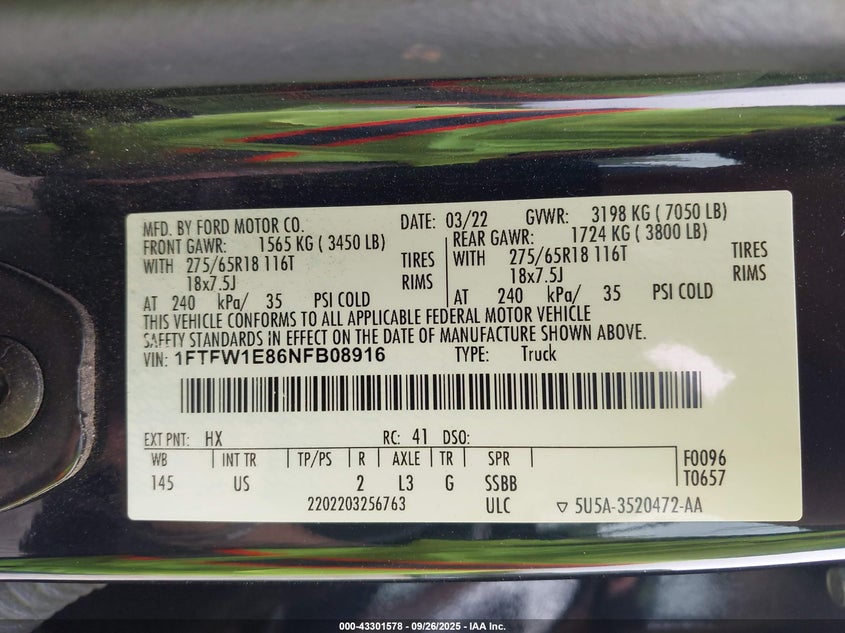 MFD. BY FORD MOTOR CO. DATE: 03/22 GVWR: 3198 KG ( 7050 LB)
FRONT GAWR: 1565 KG ( 3450 LB) REAR GAWR: 1724 KG ( 3800 LB)
WITH 275/65R18 116T TIRES WITH 275/65R18 116T TIRES
18x7.5J RIMS 18x7.5J RIMS
AT 240 kPa/ 35 PSI COLD AT 240 kPa/ 35 PSI COLD
THIS VEHICLE CONFORMS TO ALL APPLICABLE FEDERAL MOTOR VEHICLE
SAFETY STANDARDS IN EFFECT ON THE DATE OF MANUFACTURE SHOWN ABOVE.
VIN: 1FTFW1E86NFB08916 TYPE: Truck
EXT PNT: HX RC: 41 DSO:
WB INT TR TP/PS R AXLE TR SPR F0096
145 US 2 L3 G SSBB T0657
2202203256763 ULC ▽ 5U5A-3520472-AA
000-43301578 - 09/26/2025 - IAA Inc.